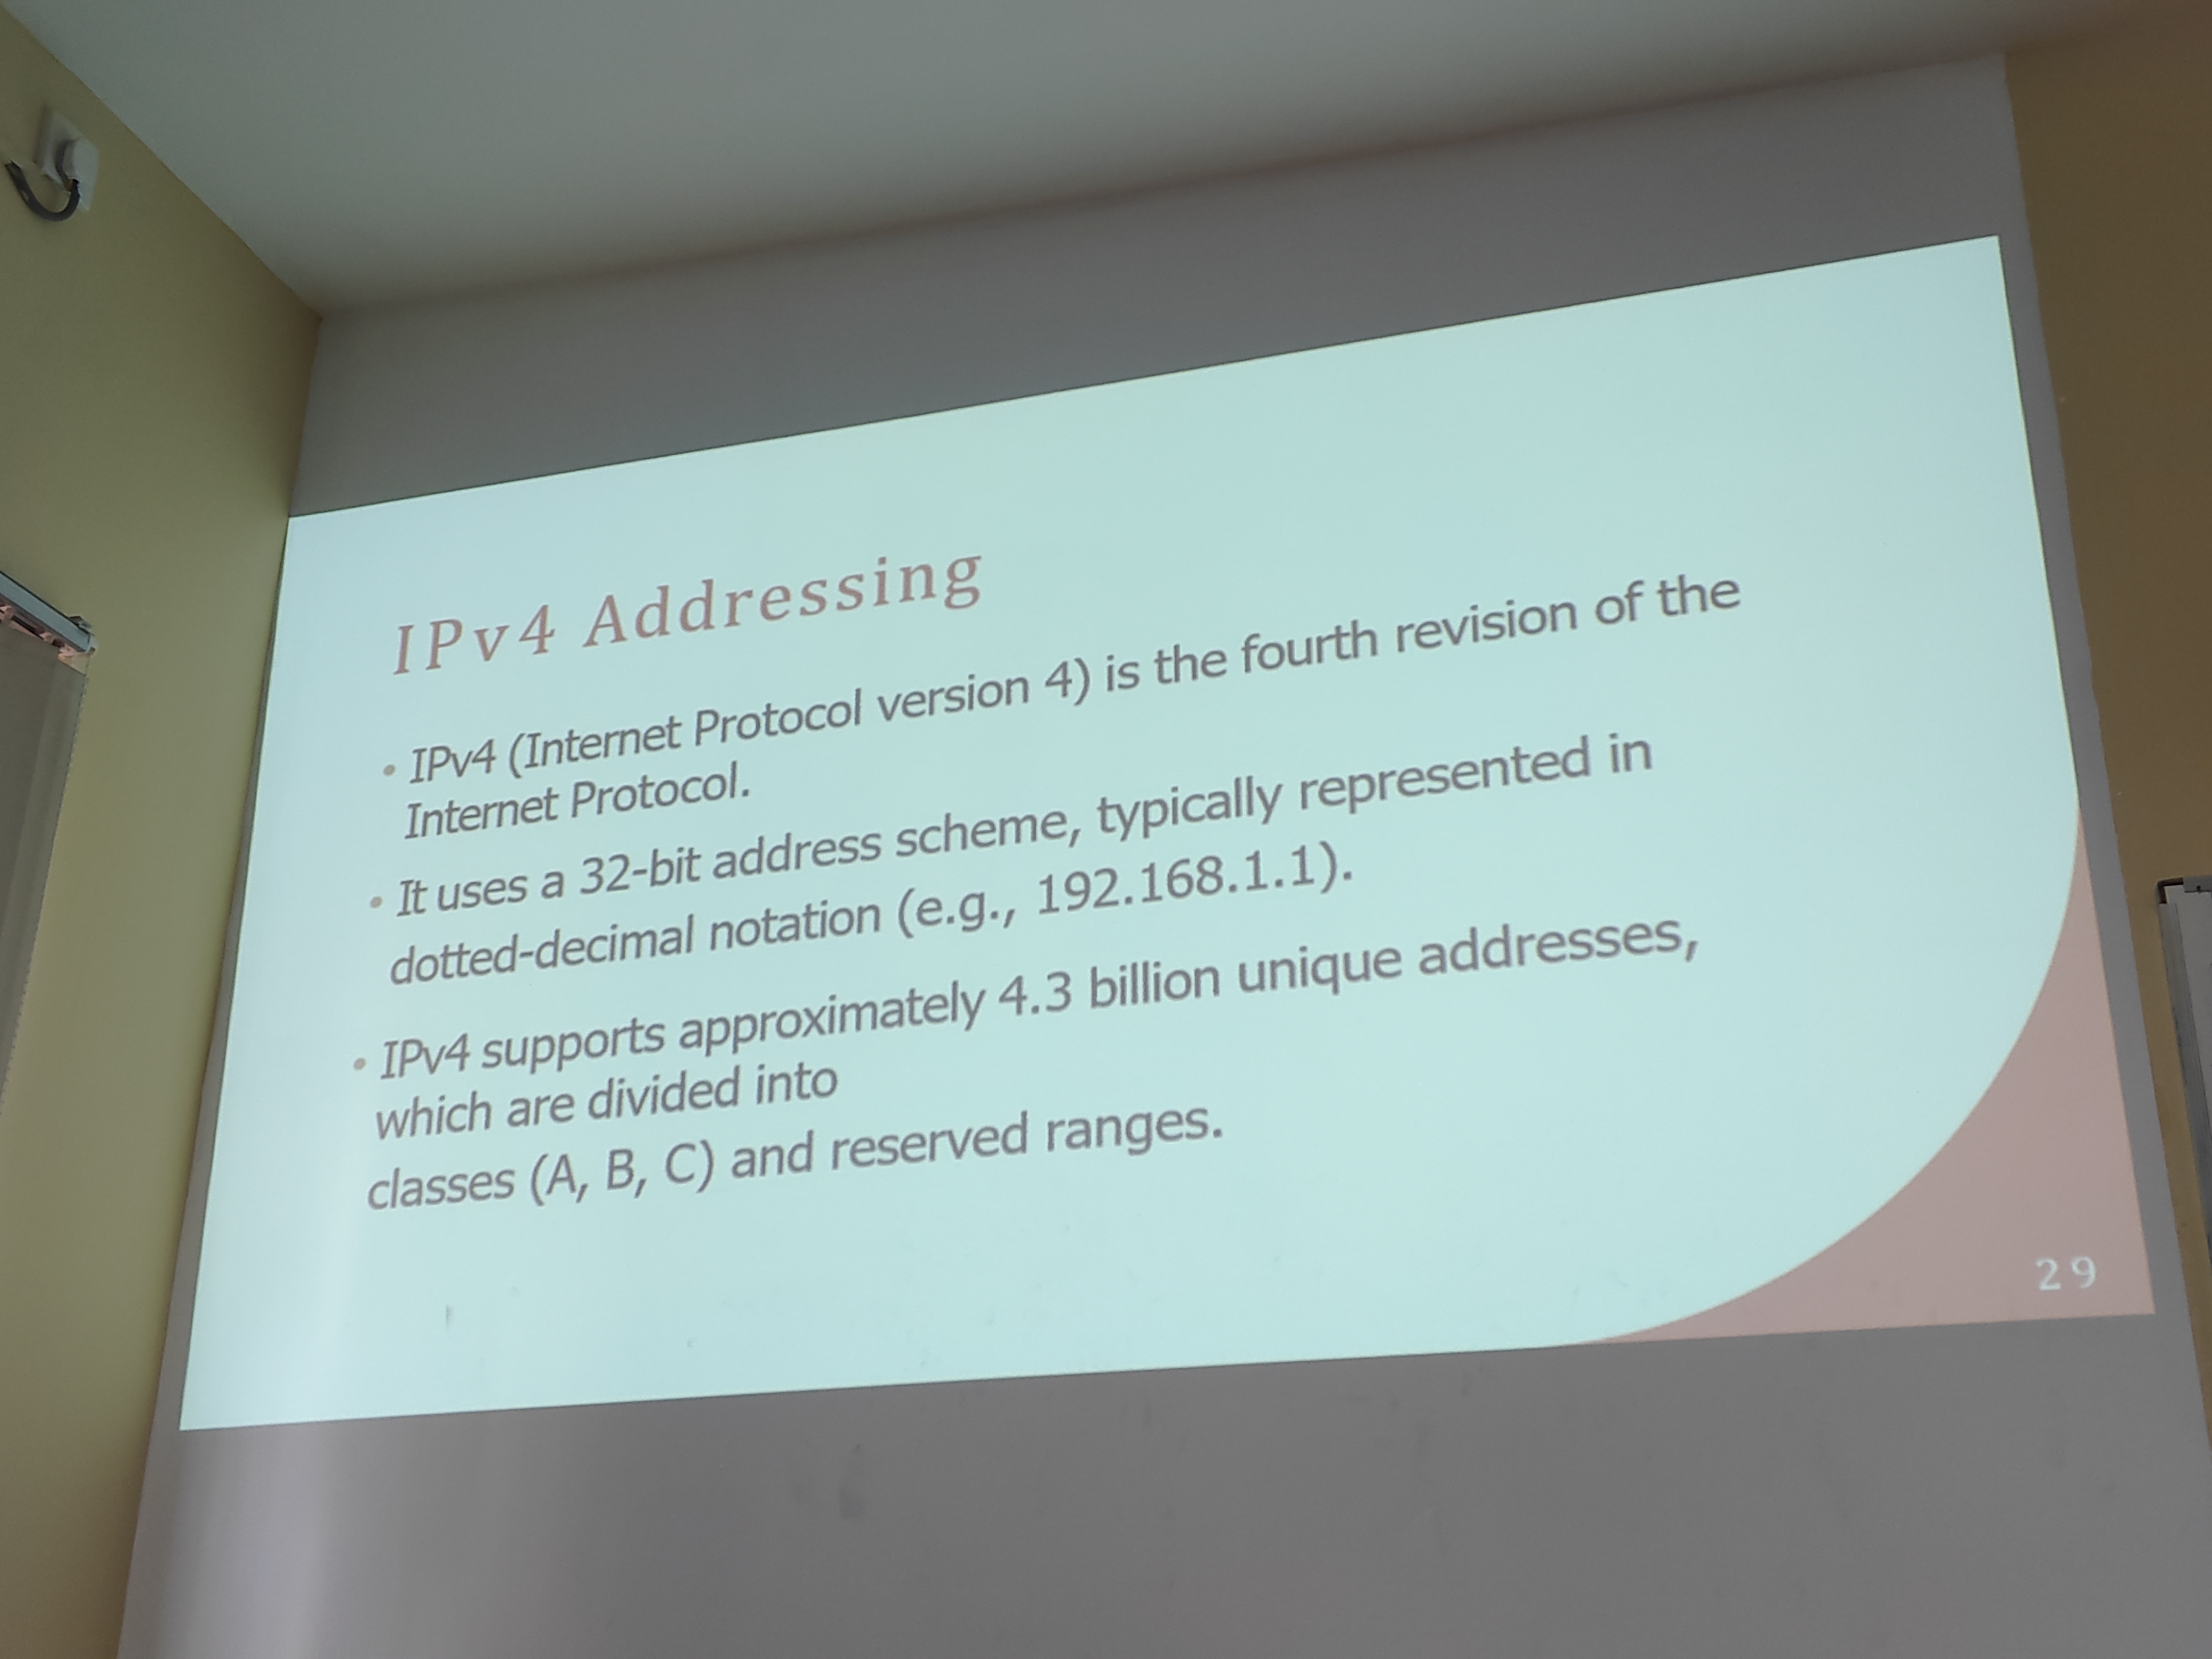 IPv4 Addressing
• IPv4 (Internet Protocol version 4) is the fourth revision of the
Internet Protocol.
• It uses a 32-bit address scheme, typically represented in
dotted-decimal notation (e.g., 192.168.1.1).
• IPv4 supports approximately 4.3 billion unique addresses,
which are divided into
classes (A, B, C) and reserved ranges.
29